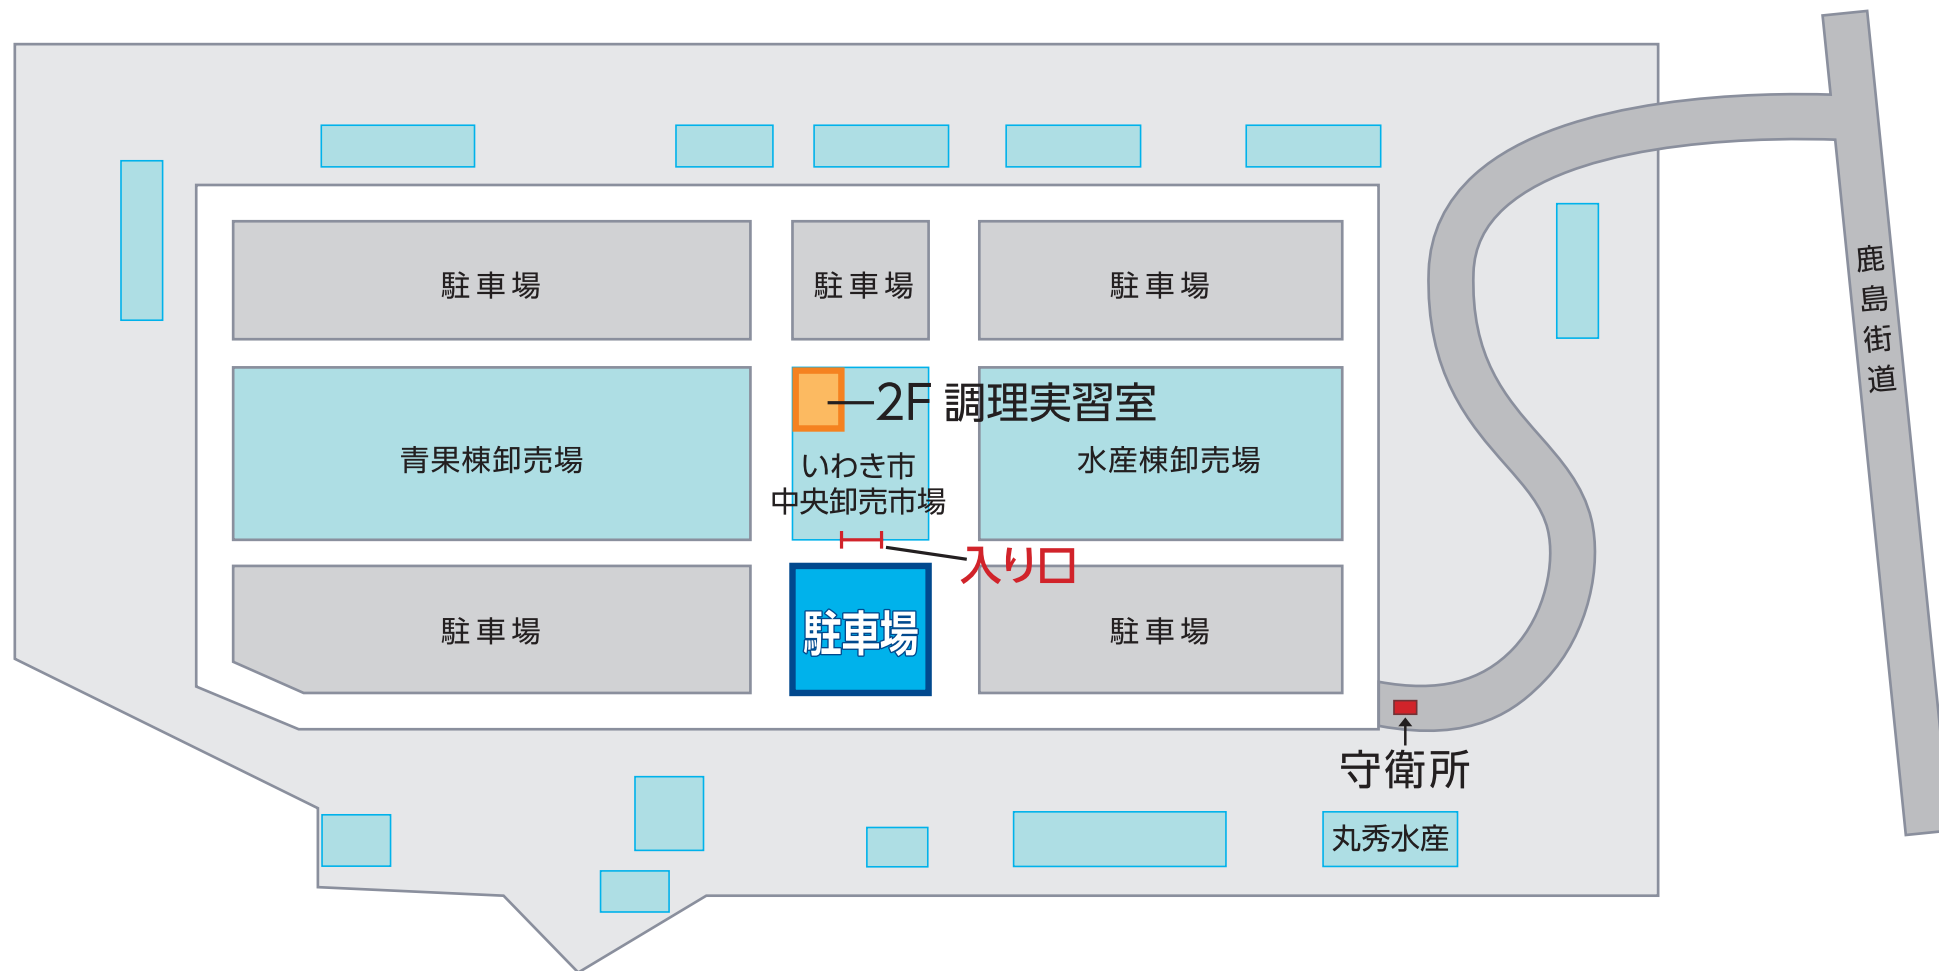 駐車場
駐車場
駐車場
鹿島街道
2F 調理実習室
青果棟卸売場
いわき市
中央卸売市場
水産棟卸売場
入り口
駐車場
駐車場
駐車場
守衛所
丸秀水産